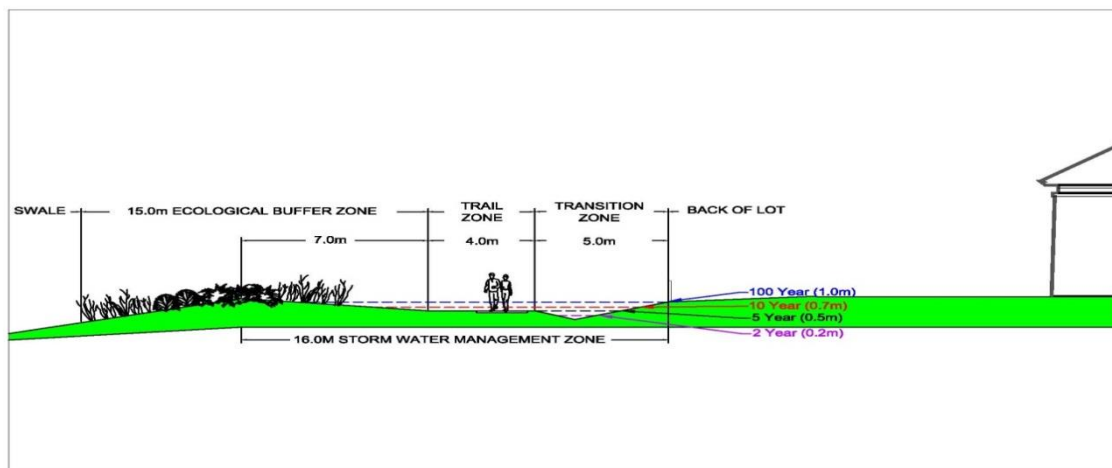 SWALE
15.0m ECOLOGICAL BUFFER ZONE
TRAIL
ZONE
TRANSITION
ZONE
BACK OF LOT
7.0m
4.0m
5.0m
100 Year (1.0m)
10 Year (0.7m)
5 Year (0.5m)
2 Year (0.2m)
16.0M STORM WATER MANAGEMENT ZONE